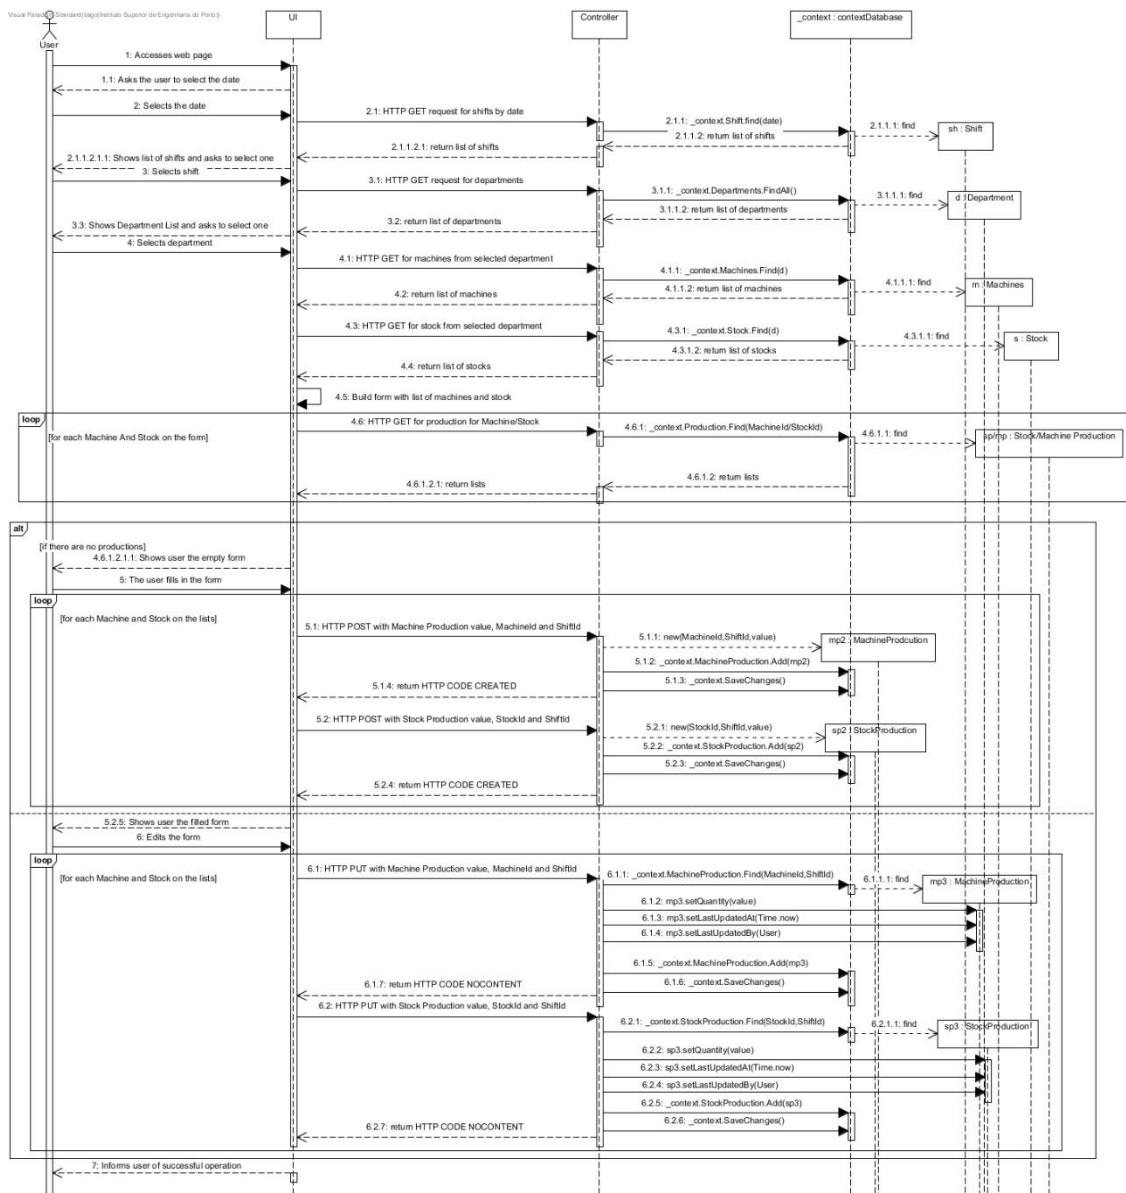 Visual Paradigm Standard(tiago(Instituto Superior de Engenharia do Porto))
User
UI
Controller
_context : contextDatabase
1: Accesses web page
1.1: Asks the user to select the date
2: Selects the date
2.1: HTTP GET request for shifts by date
2.1.1: _context.Shift.find(date)
2.1.1.1: find
sh : Shift
2.1.1.2: return list of shifts
2.1.1.2.1: return list of shifts
2.1.1.2.1.1: Shows list of shifts and asks to select one
3: Selects shift
3.1: HTTP GET request for departments
3.1.1: _context.Departments.FindAll()
3.1.1.1: find
d : Department
3.1.1.2: return list of departments
3.2: return list of departments
3.3: Shows Department List and asks to select one
4: Selects department
4.1: HTTP GET for machines from selected department
4.1.1: _context.Machines.Find(d)
4.1.1.1: find
m : Machines
4.1.1.2: return list of machines
4.2: return list of machines
4.3: HTTP GET for stock from selected department
4.3.1: _context.Stock.Find(d)
4.3.1.1: find
s : Stock
4.3.1.2: return list of stocks
4.4: return list of stocks
4.5: Build form with list of machines and stock
loop
[for each Machine And Stock on the form]
4.6: HTTP GET for production for Machine/Stock
4.6.1: _context.Production.Find(MachineId/StockId)
4.6.1.1: find
sp/mp : Stock/Machine Production
4.6.1.2: return lists
4.6.1.2.1: return lists
alt
[if there are no productions]
4.6.1.2.1.1: Shows user the empty form
5: The user fills in the form
loop
[for each Machine and Stock on the lists]
5.1: HTTP POST with Machine Production value, MachineId and ShiftId
5.1.1: new(MachineId,ShiftId,value)
mp2 : MachineProdcution
5.1.2: _context.MachineProduction.Add(mp2)
5.1.3: _context.SaveChanges()
5.1.4: return HTTP CODE CREATED
5.2: HTTP POST with Stock Production value, StockId and ShiftId
5.2.1: new(StockId,ShiftId,value)
sp2 : StockProduction
5.2.2: _context.StockProduction.Add(sp2)
5.2.3: _context.SaveChanges()
5.2.4: return HTTP CODE CREATED
5.2.5: Shows user the filled form
6: Edits the form
loop
[for each Machine and Stock on the lists]
6.1: HTTP PUT with Machine Production value, MachineId and ShiftId
6.1.1: _context.MachineProduction.Find(MachineId,ShiftId)
6.1.1.1: find
mp3 : MachineProduction
6.1.2: mp3.setQuantity(value)
6.1.3: mp3.setLastUpdatedAt(Time.now)
6.1.4: mp3.setLastUpdatedBy(User)
6.1.5: _context.MachineProduction.Add(mp3)
6.1.6: _context.SaveChanges()
6.1.7: return HTTP CODE NOCONTENT
6.2: HTTP PUT with Stock Production value, StockId and ShiftId
6.2.1: _context.StockProduction.Find(StockId,ShiftId)
6.2.1.1: find
sp3 : StockProduction
6.2.2: sp3.setQuantity(value)
6.2.3: sp3.setLastUpdatedAt(Time.now)
6.2.4: sp3.setLastUpdatedBy(User)
6.2.5: _context.StockProduction.Add(sp3)
6.2.6: _context.SaveChanges()
6.2.7: return HTTP CODE NOCONTENT
7: Informs user of successful operation